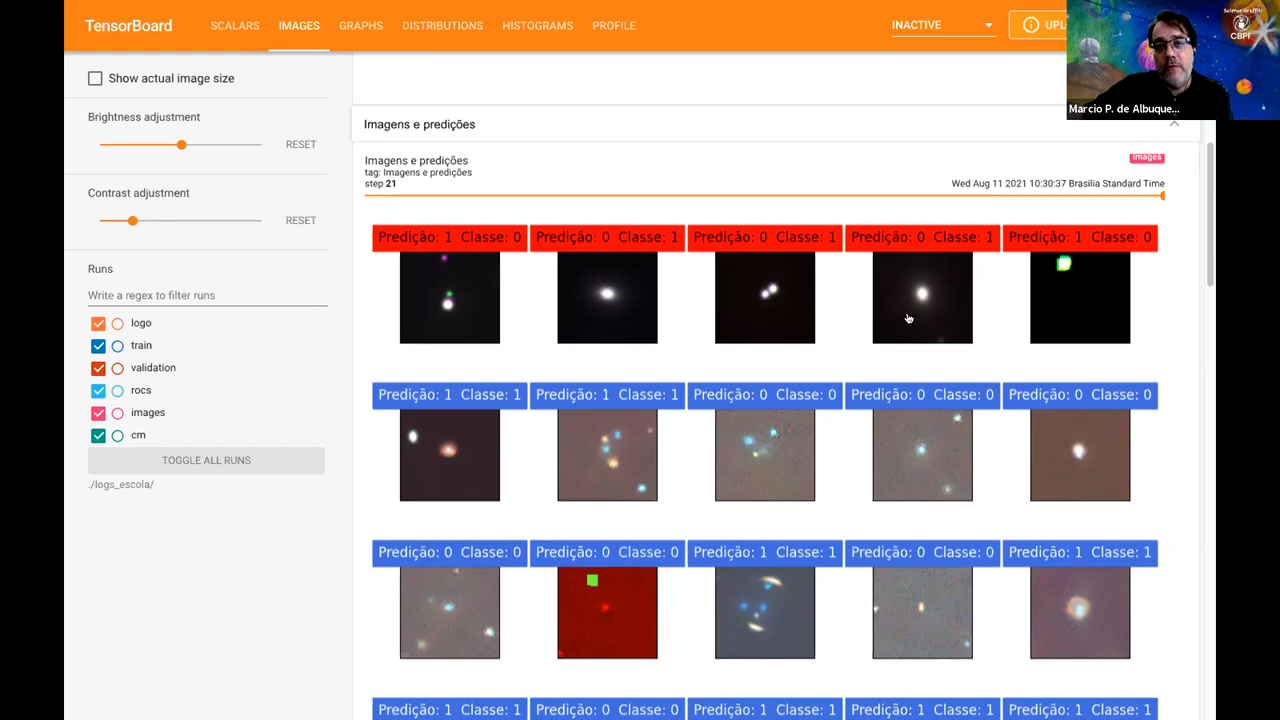 TensorBoard SCALARS IMAGES GRAPHS DISTRIBUTIONS HISTOGRAMS PROFILE INACTIVE UPL
Science Graffiti
CBPF
Marcio P. de Albuque...
Show actual image size
Brightness adjustment
RESET
Contrast adjustment
RESET
Runs
Write a regex to filter runs
logo
train
validation
rocs
images
cm
TOGGLE ALL RUNS
./logs_escola/
Imagens e predições
Imagens e predições
tag: Imagens e predições
step 21
images
Wed Aug 11 2021 10:30:37 Brasilia Standard Time
Predição: 1 Classe: 0 Predição: 0 Classe: 1 Predição: 0 Classe: 1 Predição: 0 Classe: 1 Predição: 1 Classe: 0
Predição: 1 Classe: 1 Predição: 1 Classe: 1 Predição: 0 Classe: 0 Predição: 0 Classe: 0 Predição: 0 Classe: 0
Predição: 0 Classe: 0 Predição: 0 Classe: 0 Predição: 1 Classe: 1 Predição: 0 Classe: 0 Predição: 1 Classe: 1
Predição: 1 Classe: 1 Predição: 0 Classe: 0 Predição: 1 Classe: 1 Predição: 0 Classe: 0 Predição: 1 Classe: 1